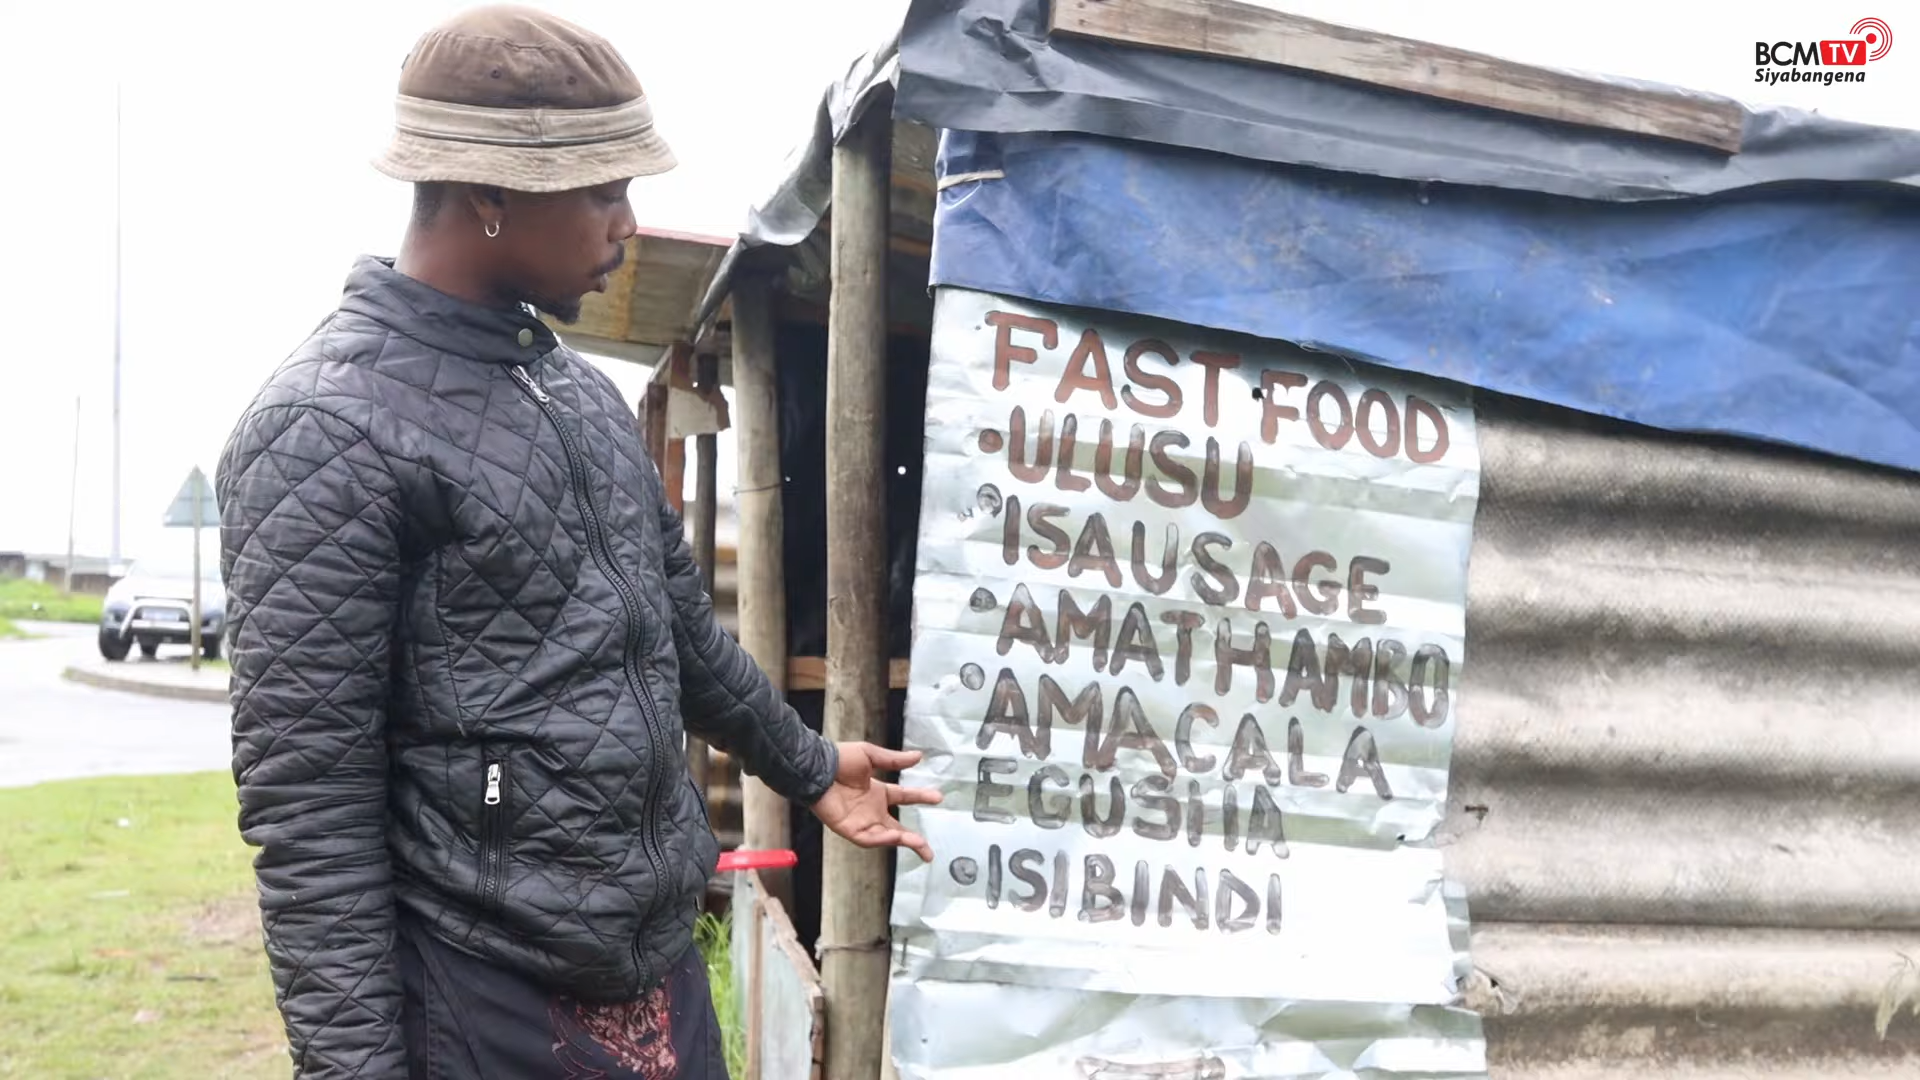 BCM TV
Siyabangena
FAST FOOD
• ULUSU
• ISAUSAGE
• AMATHAMBO
• AMACALA
EGUSHA
• ISIBINDI